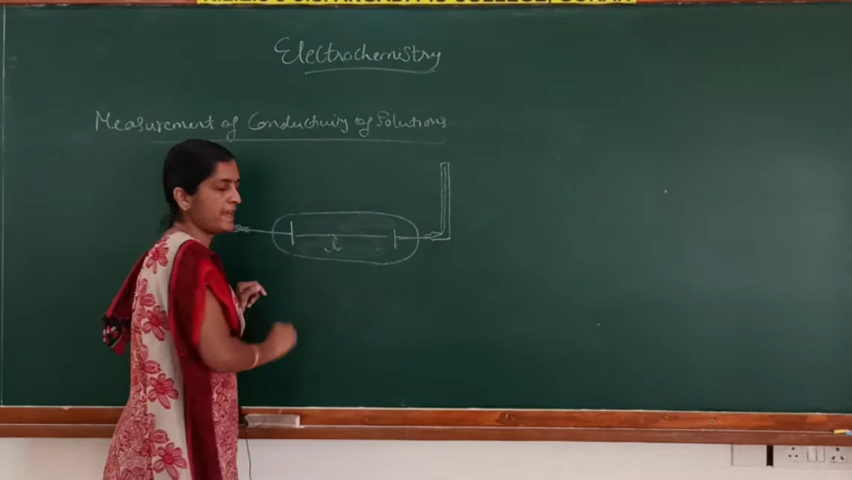 Electrochemistry
Measurement of Conductivity of Solutions
l